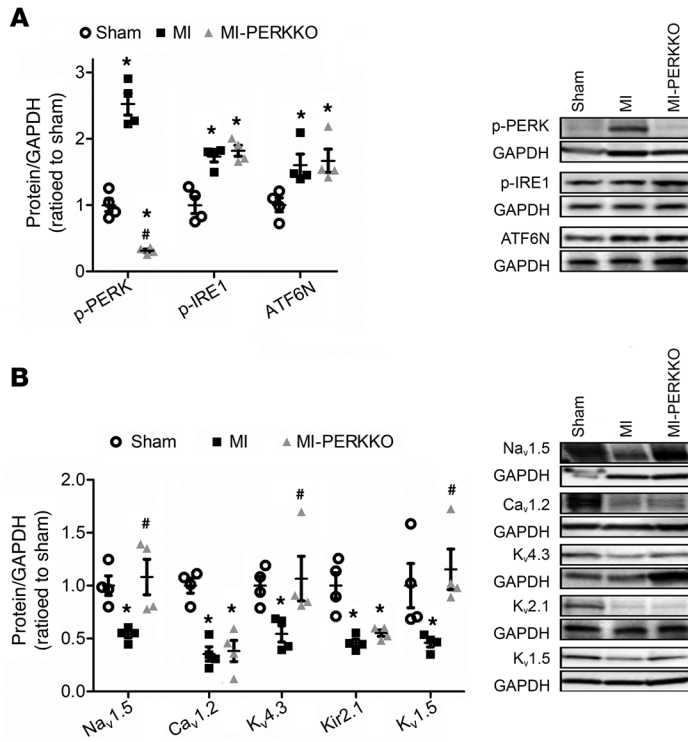 A
Sham MI MI-PERKKO
*
*
*
*
*
*
#
3
2
1
0
Protein/GAPDH
(ratioed to sham)
p-PERK
p-IRE1
ATF6N
Sham
MI
MI-PERKKO
p-PERK
GAPDH
p-IRE1
GAPDH
ATF6N
GAPDH
B
Sham MI MI-PERKKO
#
#
#
*
*
*
*
*
*
*
2.0
1.5
1.0
0.5
0.0
Protein/GAPDH
(ratioed to sham)
Nav1.5
Cav1.2
Kv4.3
Kir2.1
Kv1.5
Sham
MI
MI-PERKKO
Nav1.5
GAPDH
Cav1.2
GAPDH
Kv4.3
GAPDH
Kv2.1
GAPDH
Kv1.5
GAPDH